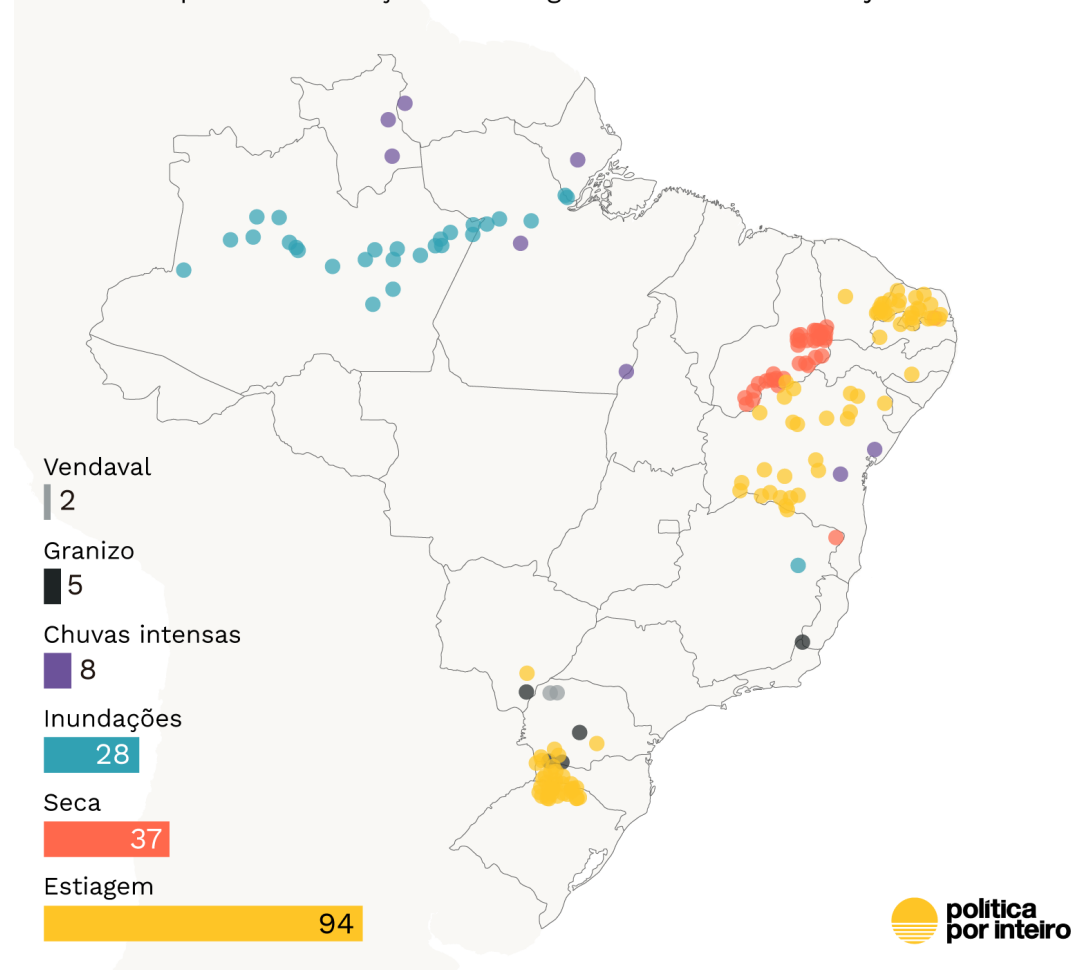 Vendaval
2
Granizo
5
Chuvas intensas
8
Inundações
28
Seca
37
Estiagem
94
política
por inteiro